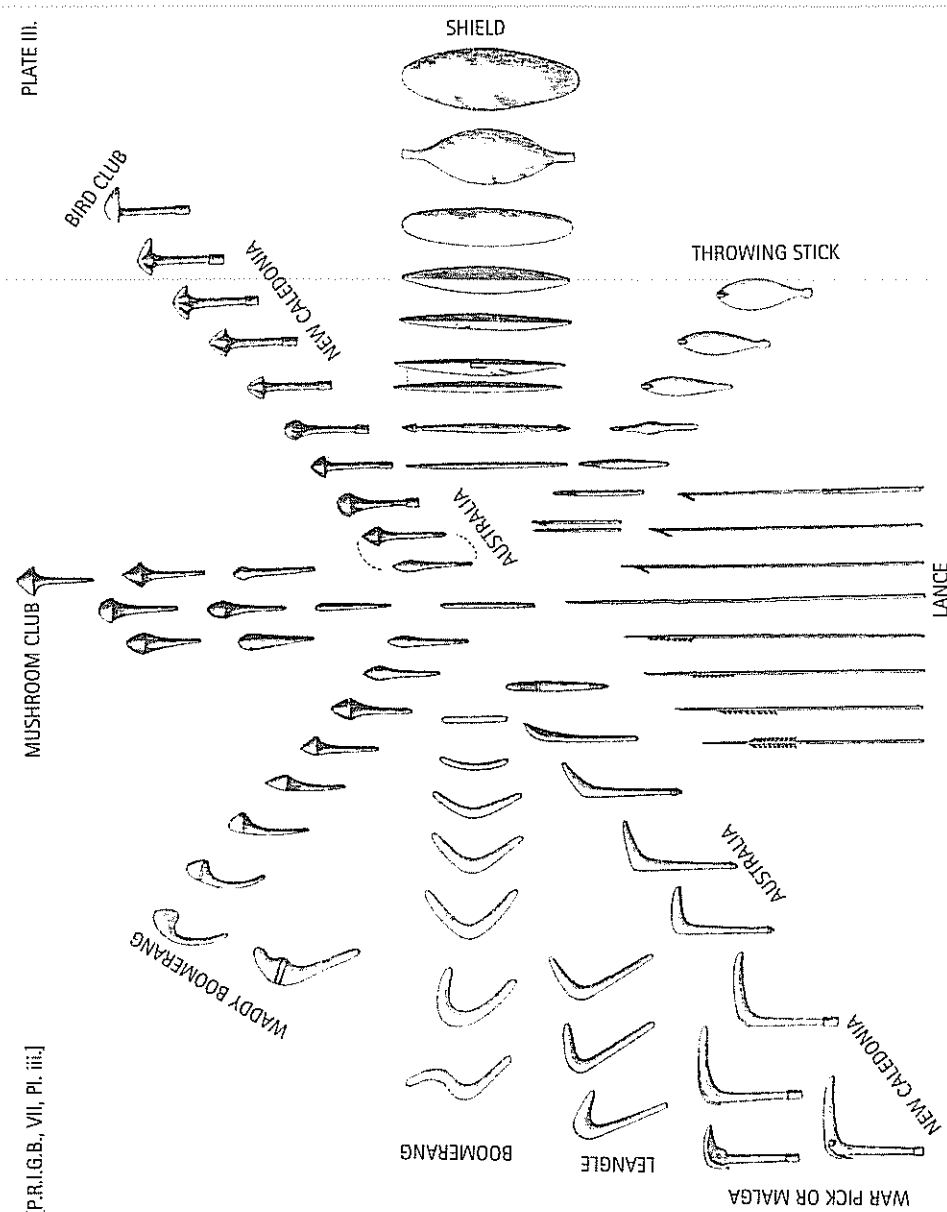 PLATE III.
SHIELD
BIRD CLUB
NEW CALEDONIA
THROWING STICK
AUSTRALIA
MUSHROOM CLUB
LANCE
WADDY BOOMERANG
AUSTRALIA
BOOMERANG
LEANGLE
NEW CALEDONIA
WAR PICK OR MALGA
[P.R.I.G.B., VII, Pl. iii.]